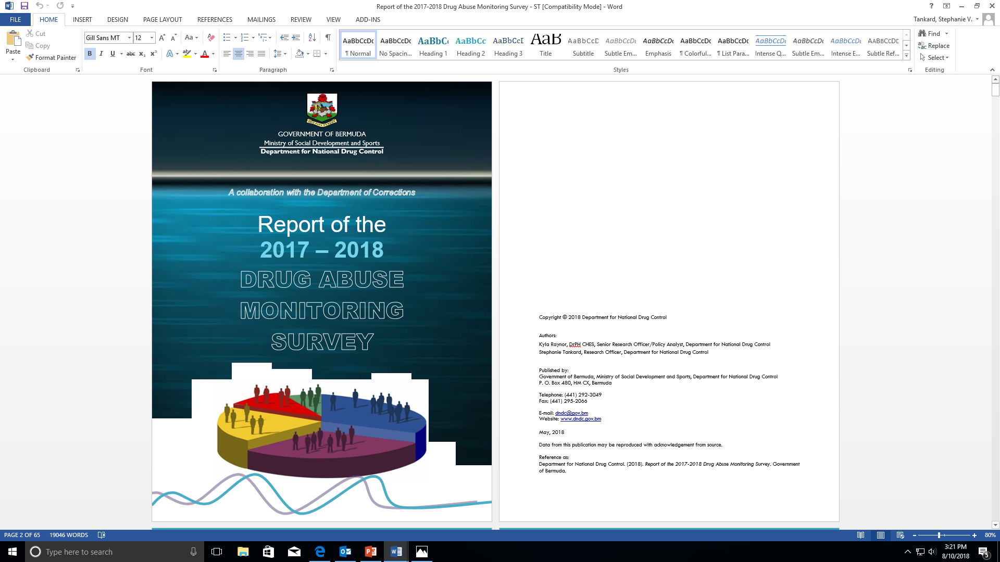 Report of the 2017-2018 Drug Abuse Monitoring Survey - ST [Compatibility Mode] - Word
FILE HOME INSERT DESIGN PAGE LAYOUT REFERENCES MAILINGS REVIEW VIEW ADD-INS
Tankard, Stephanie V.
Paste
Cut
Copy
Format Painter
Clipboard
Gill Sans MT 12
Font
Paragraph
AaBbCcDc AaBbCcDc AaBbC AaBbCc AaBbCcD AaB AaBbCcD AaBbCcDc AaBbCcDc AaBbCcDc AaBbCcDc AaBbCcDc AaBbCcDc AaBbCcDc AABBCCDE
¶ Normal No Spacin... Heading 1 Heading 2 Heading 3 Title Subtitle Subtle Em... Emphasis ¶ Colorful... ¶ List Para... Intense Q... Subtle Em... Intense E... Subtle Ref...
Styles
Find
Replace
Select
Editing
GOVERNMENT OF BERMUDA
Ministry of Social Development and Sports
Department for National Drug Control
A collaboration with the Department of Corrections
Report of the
2017 – 2018
DRUG ABUSE
MONITORING
SURVEY
Copyright © 2018 Department for National Drug Control
Authors:
Kyla Raynor, DrPH CHES, Senior Research Officer/Policy Analyst, Department for National Drug Control
Stephanie Tankard, Research Officer, Department for National Drug Control
Published by:
Government of Bermuda, Ministry of Social Development and Sports, Department for National Drug Control
P. O. Box 480, HM CX, Bermuda
Telephone: (441) 292-3049
Fax: (441) 295-2066
E-mail: dndc@gov.bm
Website: www.dndc.gov.bm
May, 2018
Data from this publication may be reproduced with acknowledgement from source.
Reference as:
Department for National Drug Control. (2018). Report of the 2017-2018 Drug Abuse Monitoring Survey. Government
of Bermuda.
PAGE 2 OF 65 19046 WORDS
80%
Type here to search
3:21 PM
8/10/2018
5